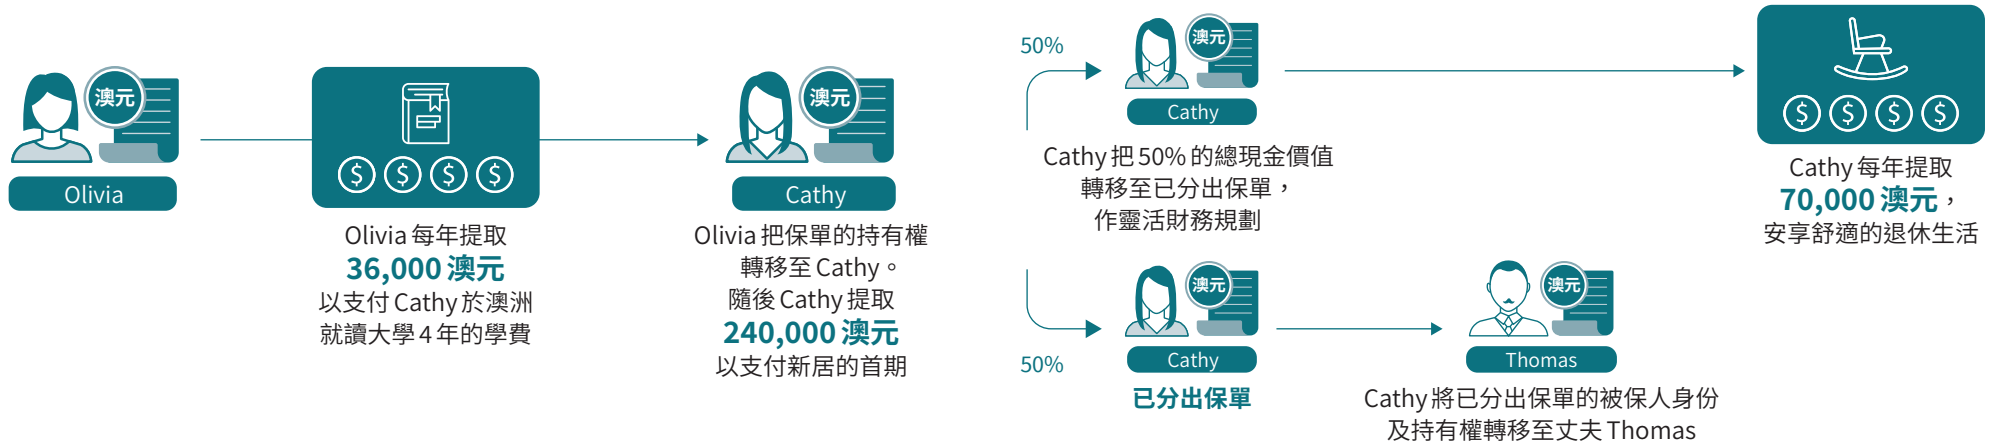 澳元
Olivia
Olivia 每年提取
36,000 澳元
以支付 Cathy 於澳洲
就讀大學 4 年的學費
澳元
Cathy
Olivia 把保單的持有權
轉移至 Cathy。
隨後 Cathy 提取
240,000 澳元
以支付新居的首期
50%
澳元
Cathy
Cathy 把 50% 的總現金價值
轉移至已分出保單，
作靈活財務規劃
Cathy 每年提取
70,000 澳元，
安享舒適的退休生活
50%
澳元
Cathy
已分出保單
澳元
Thomas
Cathy 將已分出保單的被保人身份
及持有權轉移至丈夫 Thomas